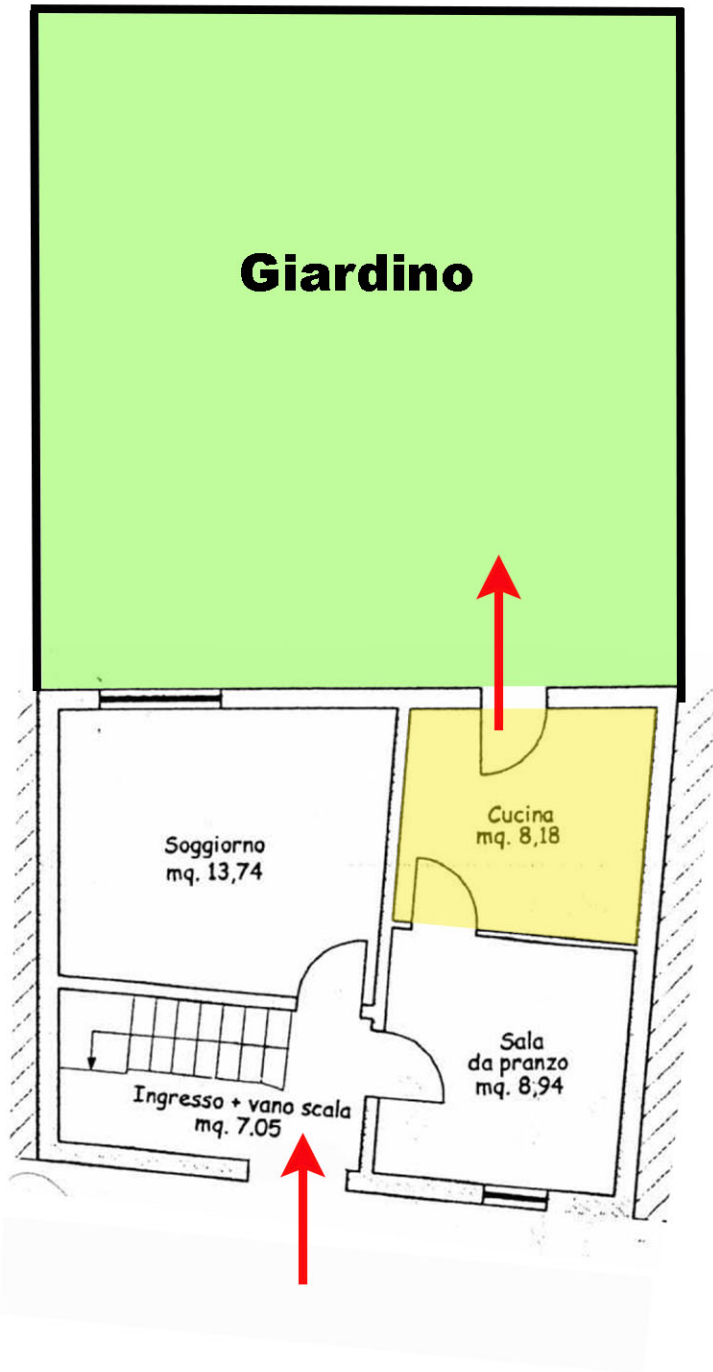 Giardino
Soggiorno
mq. 13,74
Cucina
mq. 8,18
Sala
da pranzo
mq. 8,94
Ingresso + vano scala
mq. 7.05